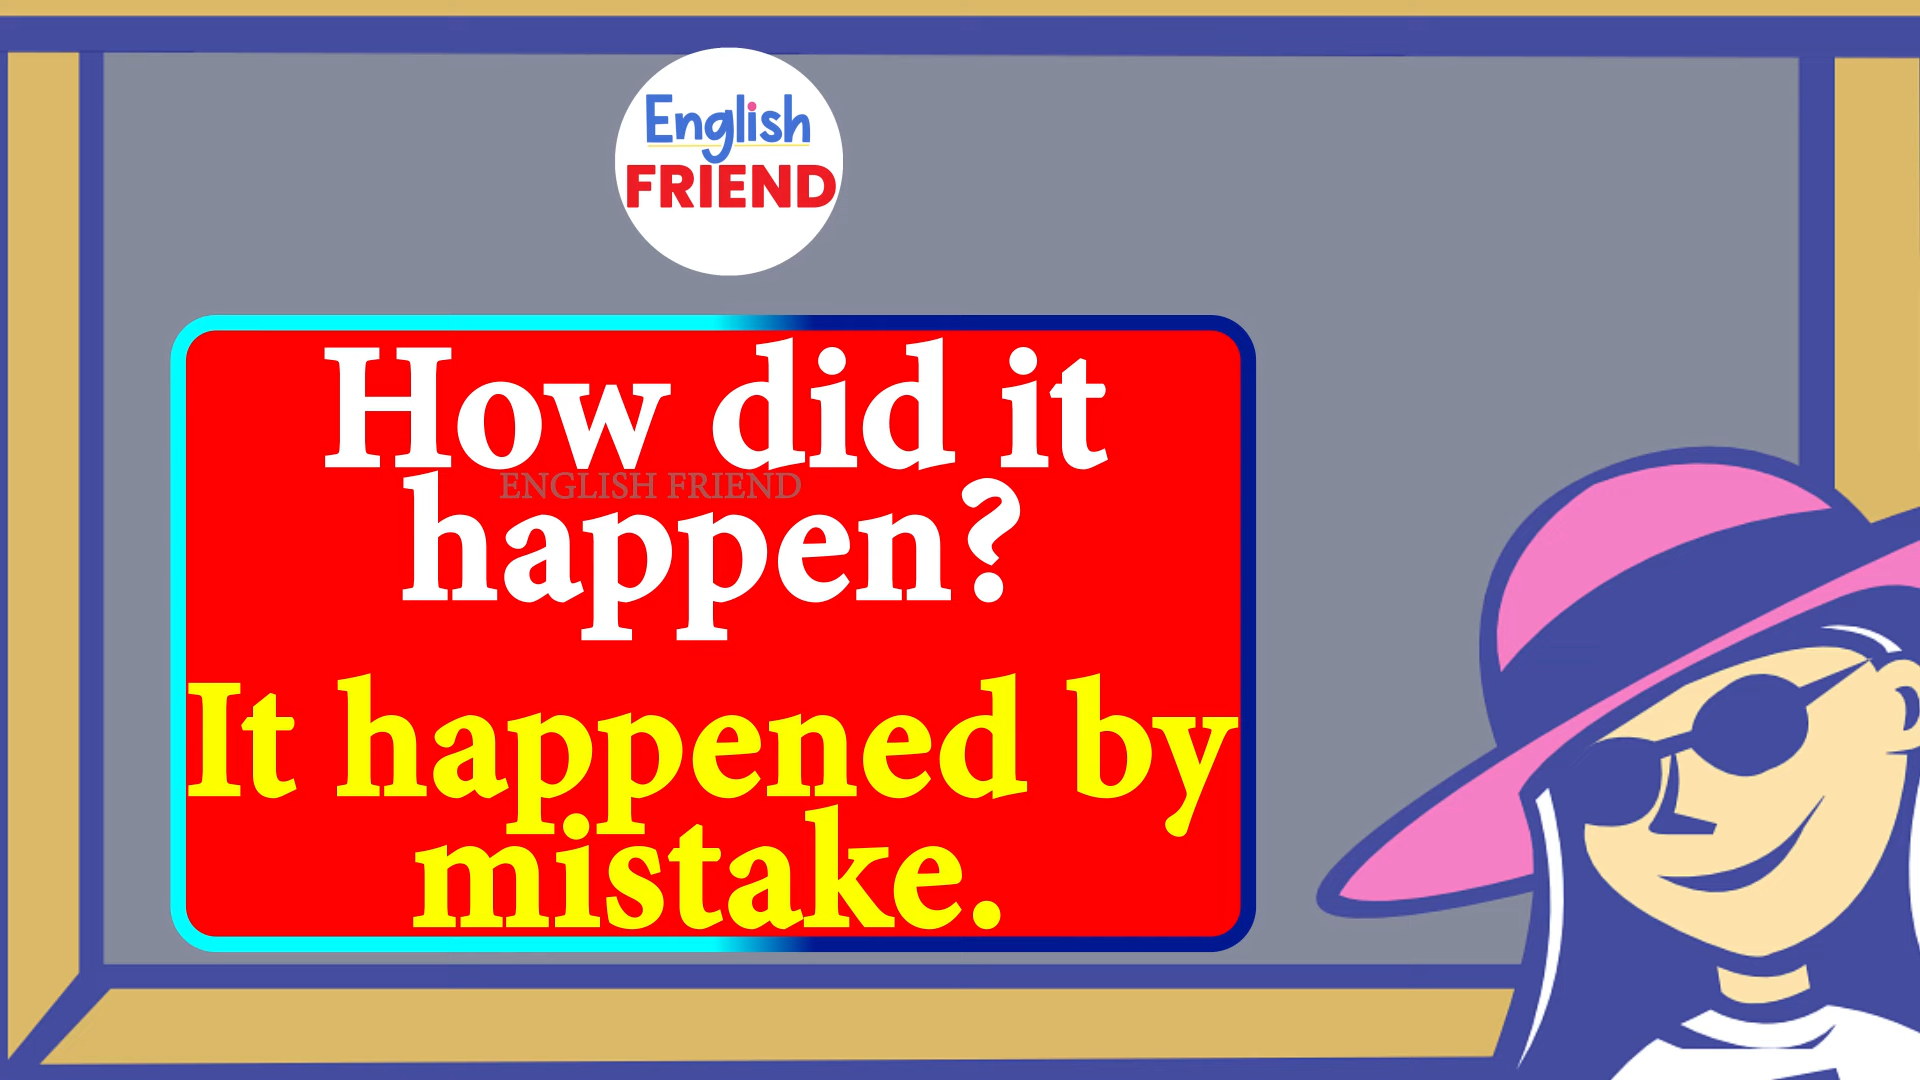 English
FRIEND
How did it
ENGLISH FRIEND
happen?
It happened by
mistake.